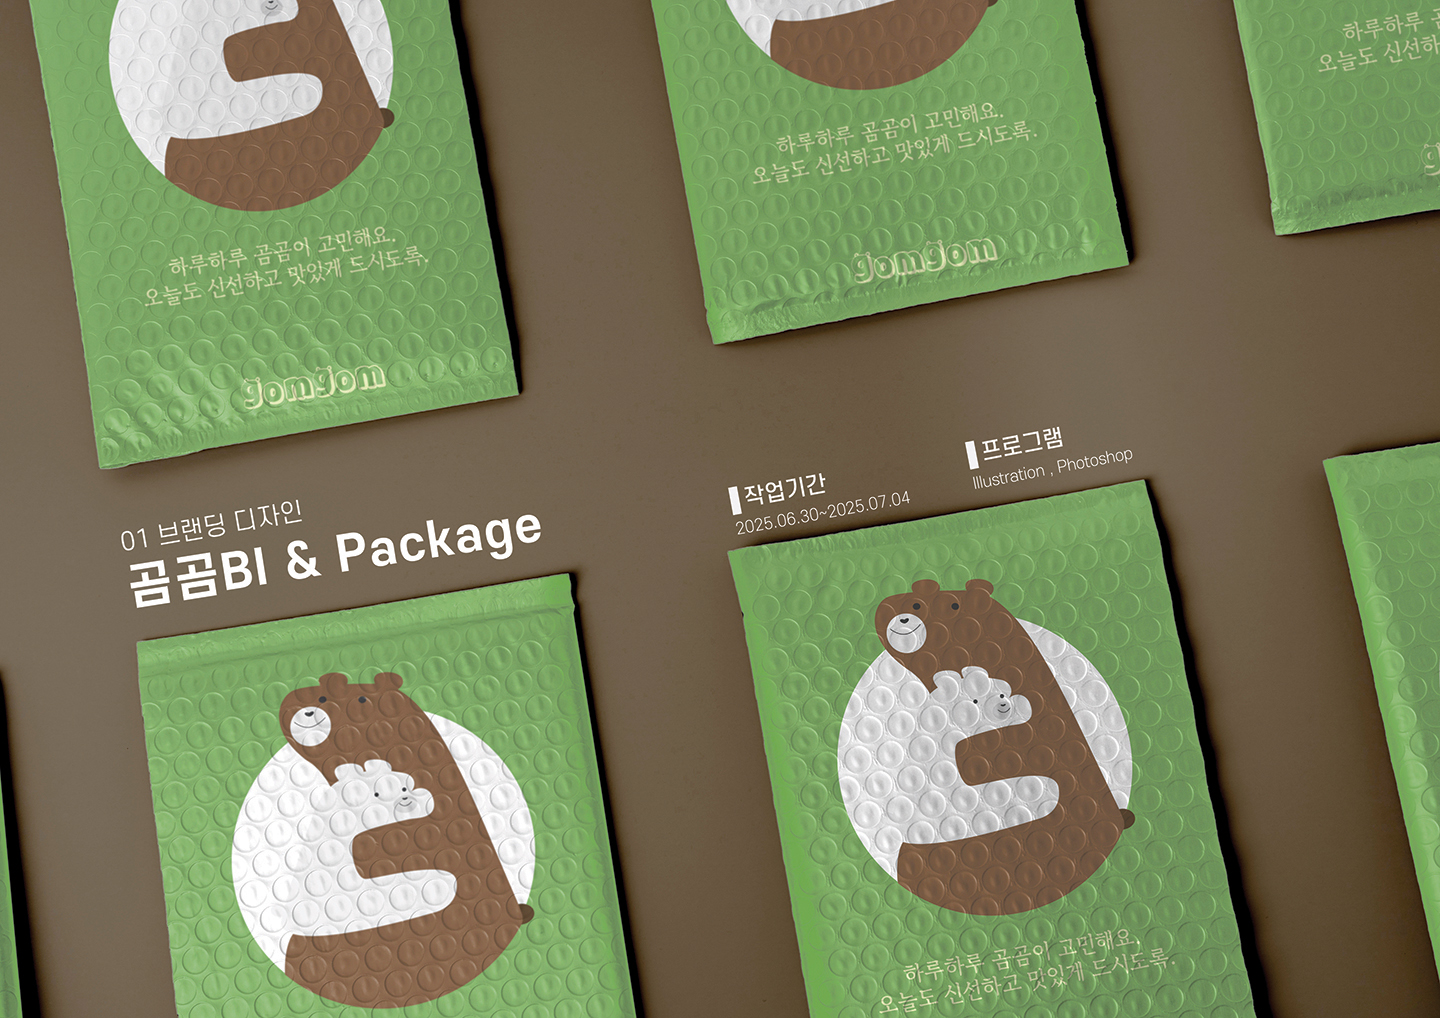 하루하루 곰곰이 고민해요.
오늘도 신선하고 맛있게 드시도록.
gomgom
하루하루 곰곰이 고민해요.
오늘도 신선하고 맛있게 드시도록.
gomgom
하루하루
오늘도 신선하
g
01 브랜딩 디자인
곰곰BI & Package
작업기간
2025.06.30~2025.07.04
프로그램
Illustration , Photoshop
하루하루 곰곰이 고민해요.
오늘도 신선하고 맛있게 드시도록.